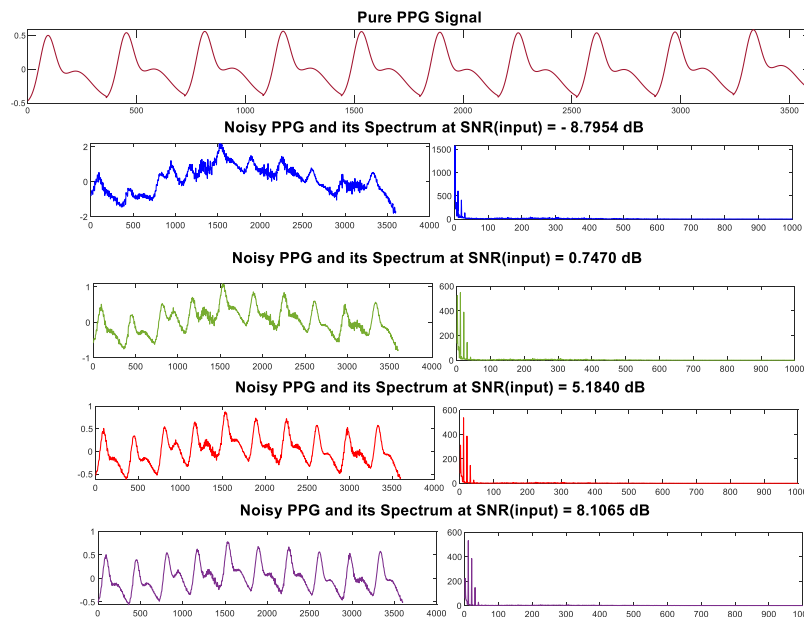 Pure PPG Signal
0.5
0
-0.5
0 500 1000 1500 2000 2500 3000 3500
Noisy PPG and its Spectrum at SNR(input) = - 8.7954 dB
2
0
-2
0 500 1000 1500 2000 2500 3000 3500 4000
1500
1000
500
0
0 100 200 300 400 500 600 700 800 900 1000
Noisy PPG and its Spectrum at SNR(input) = 0.7470 dB
1
0
-1
0 500 1000 1500 2000 2500 3000 3500 4000
600
400
200
0
0 100 200 300 400 500 600 700 800 900 1000
Noisy PPG and its Spectrum at SNR(input) = 5.1840 dB
1
0.5
0
-0.5
0 500 1000 1500 2000 2500 3000 3500 4000
600
400
200
0
0 100 200 300 400 500 600 700 800 900 1000
Noisy PPG and its Spectrum at SNR(input) = 8.1065 dB
1
0.5
0
-0.5
0 500 1000 1500 2000 2500 3000 3500 4000
600
400
200
0
0 100 200 300 400 500 600 700 800 900 1000